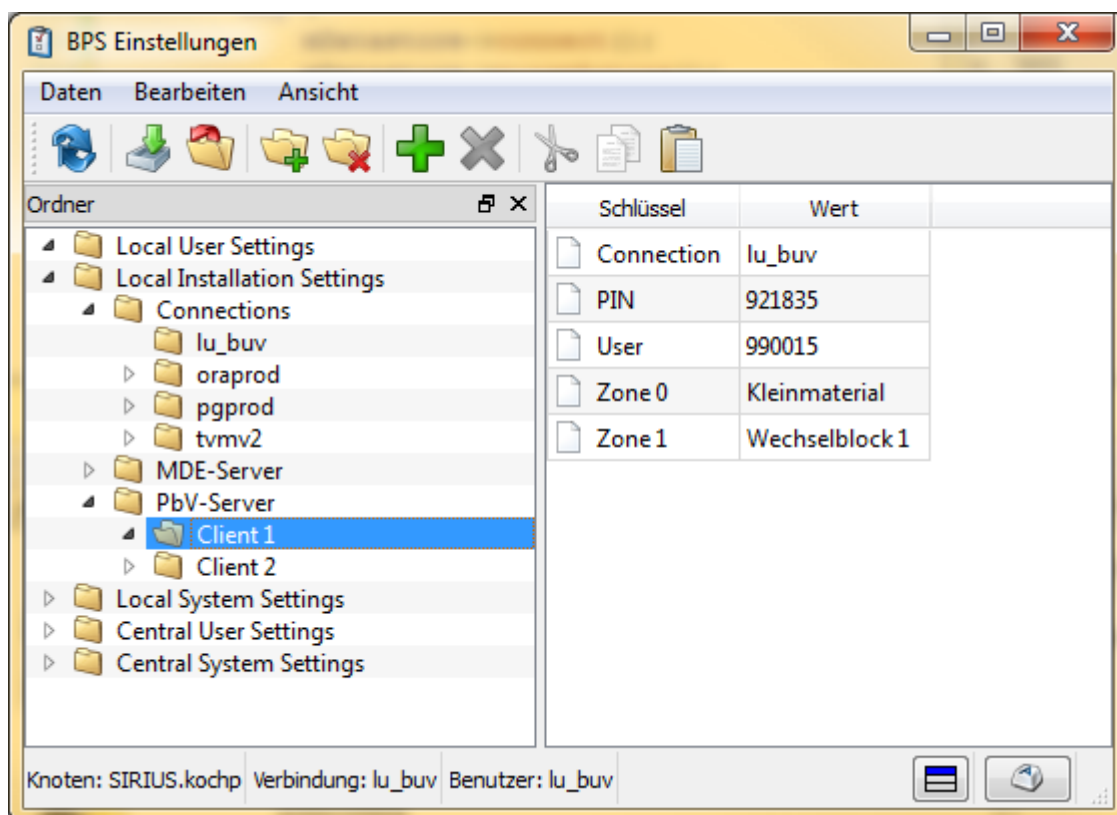 BPS Einstellungen
Daten Bearbeiten Ansicht
Ordner
Schlüssel Wert
Local User Settings
Local Installation Settings
Connections
lu_buv
oraprod
pgprod
tvmv2
MDE-Server
PbV-Server
Client 1
Client 2
Local System Settings
Central User Settings
Central System Settings
Connection lu_buv
PIN 921835
User 990015
Zone 0 Kleinmaterial
Zone 1 Wechselblock 1
Knoten: SIRIUS.kochp Verbindung: lu_buv Benutzer: lu_buv